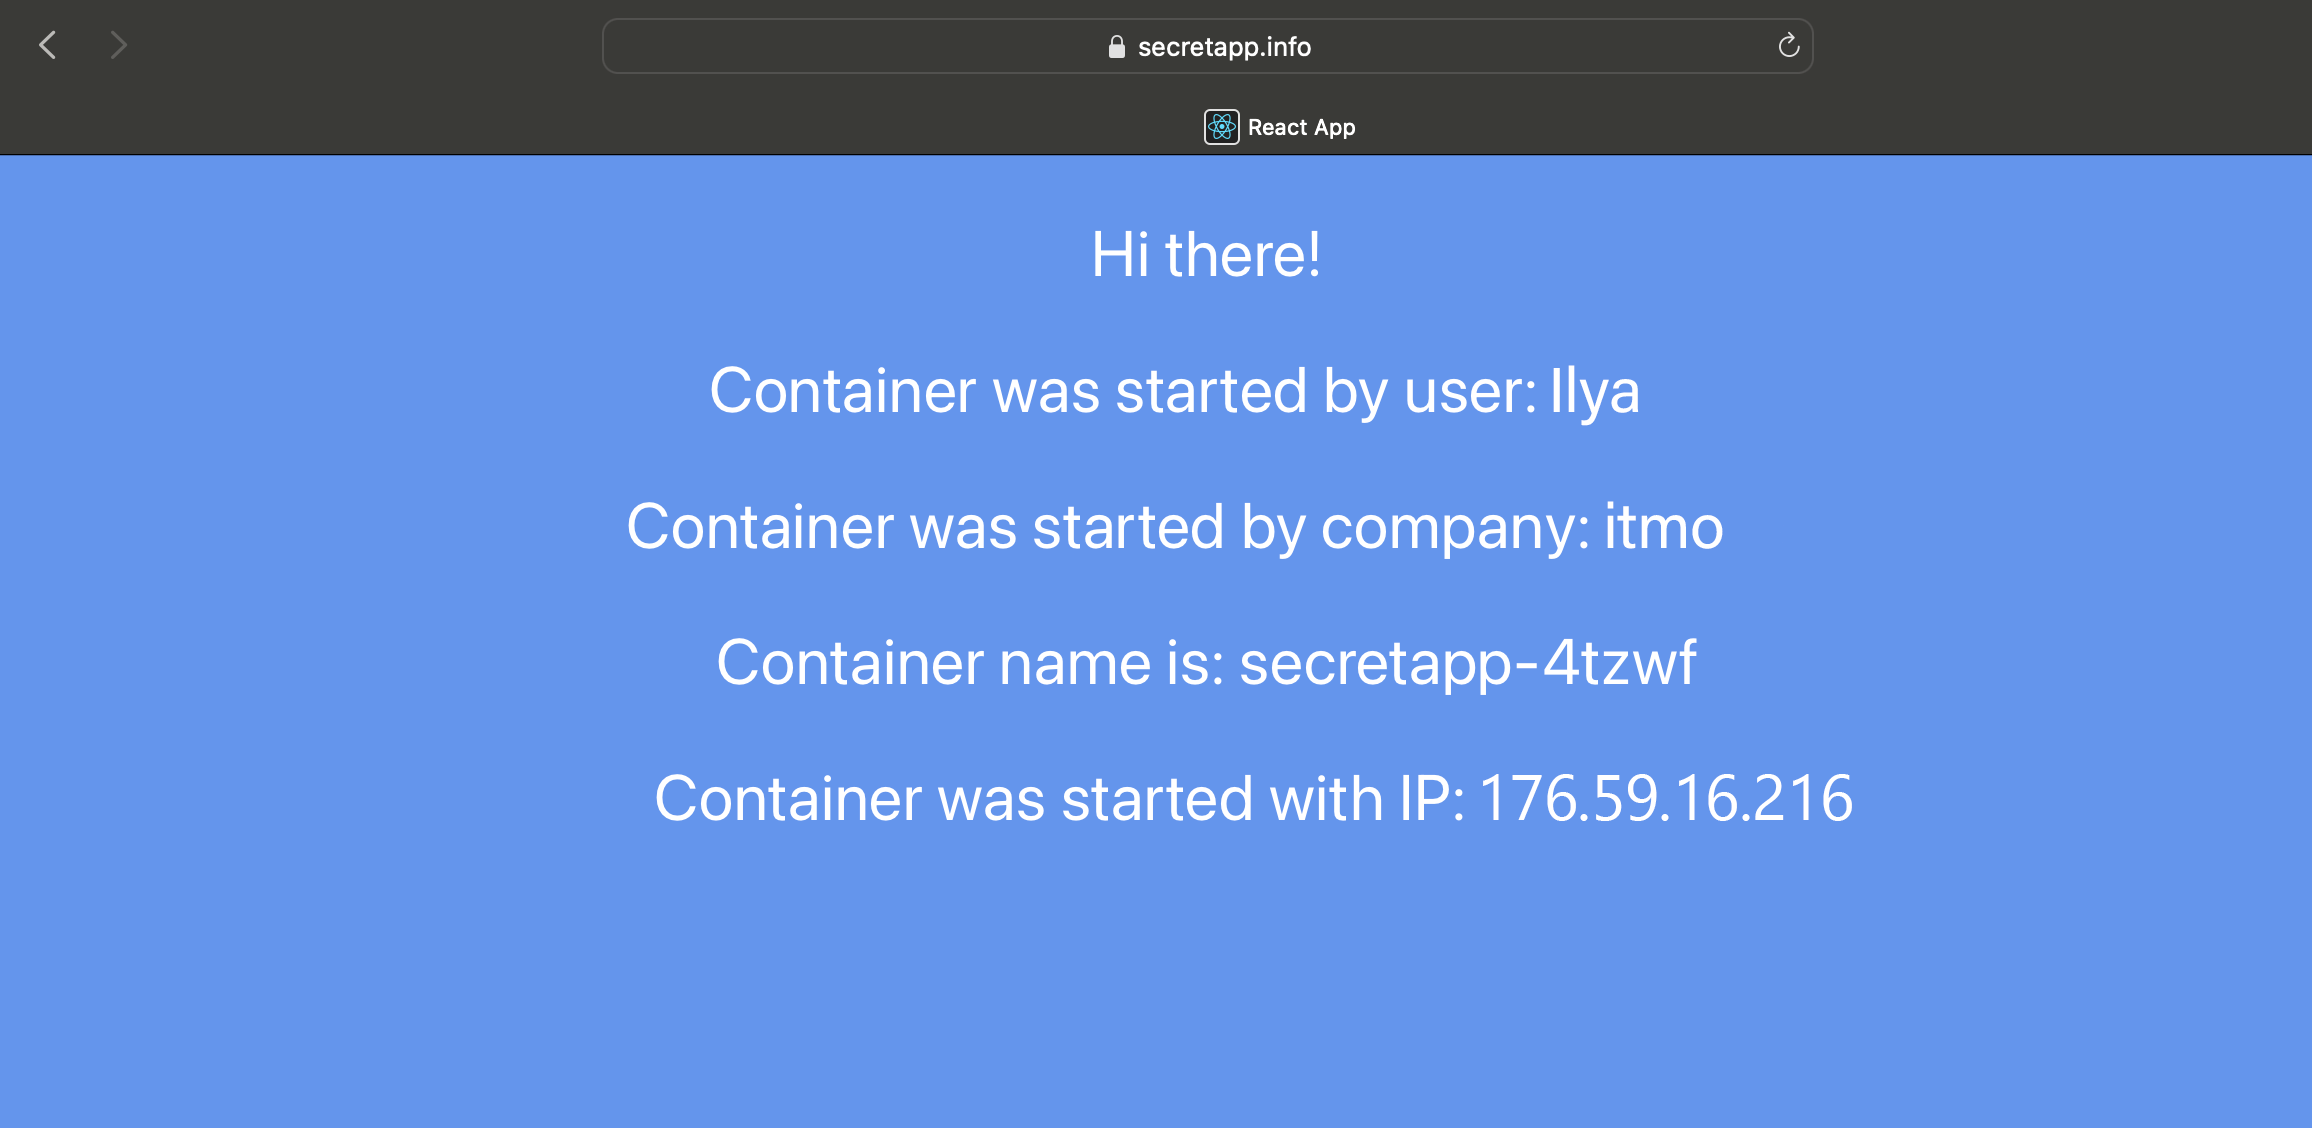 secretapp.info
React App
Hi there!
Container was started by user: Ilya
Container was started by company: itmo
Container name is: secretapp-4tzwf
Container was started with IP: 176.59.16.216